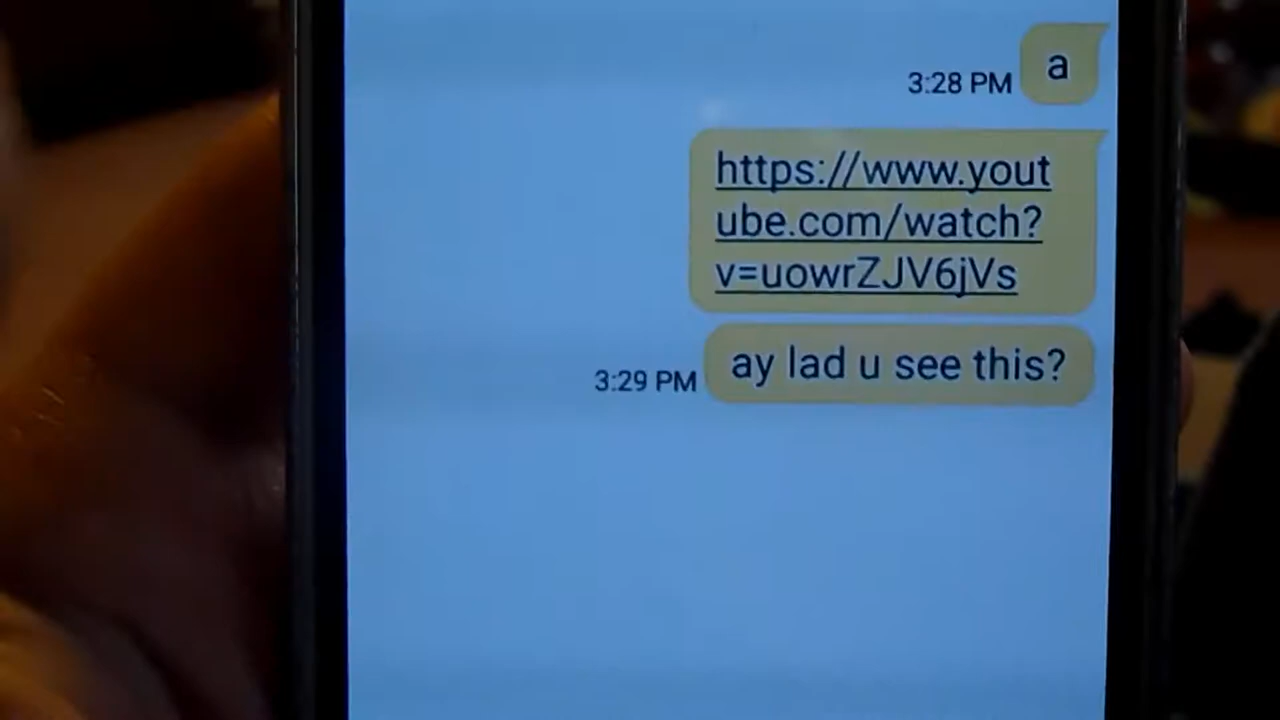 a
3:28 PM
https://www.yout
ube.com/watch?
v=uowrZJV6jVs
ay lad u see this?
3:29 PM